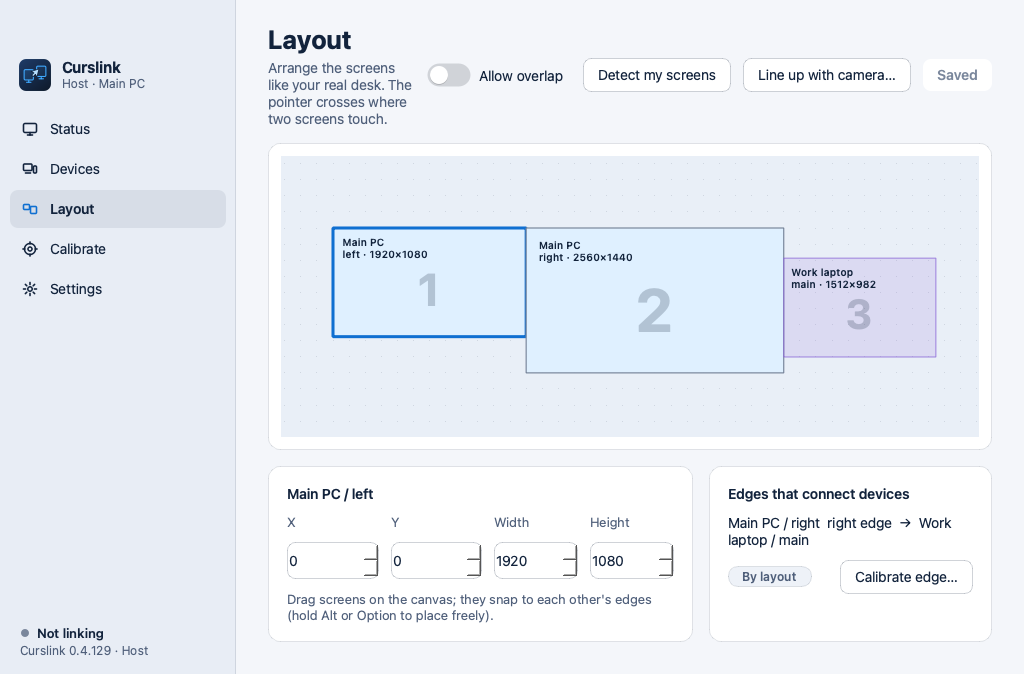 Curslink
Host · Main PC
Status
Devices
Layout
Calibrate
Settings
Not linking
Curslink 0.4.129 · Host
Layout
Arrange the screens
like your real desk. The
pointer crosses where
two screens touch.
Allow overlap
Detect my screens
Line up with camera...
Saved
Main PC
left · 1920×1080
1
Main PC
right · 2560×1440
2
Work laptop
main · 1512×982
3
Main PC / left
X
Y
Width
Height
0
0
1920
1080
Drag screens on the canvas; they snap to each other's edges
(hold Alt or Option to place freely).
Edges that connect devices
Main PC / right right edge → Work
laptop / main
By layout
Calibrate edge...